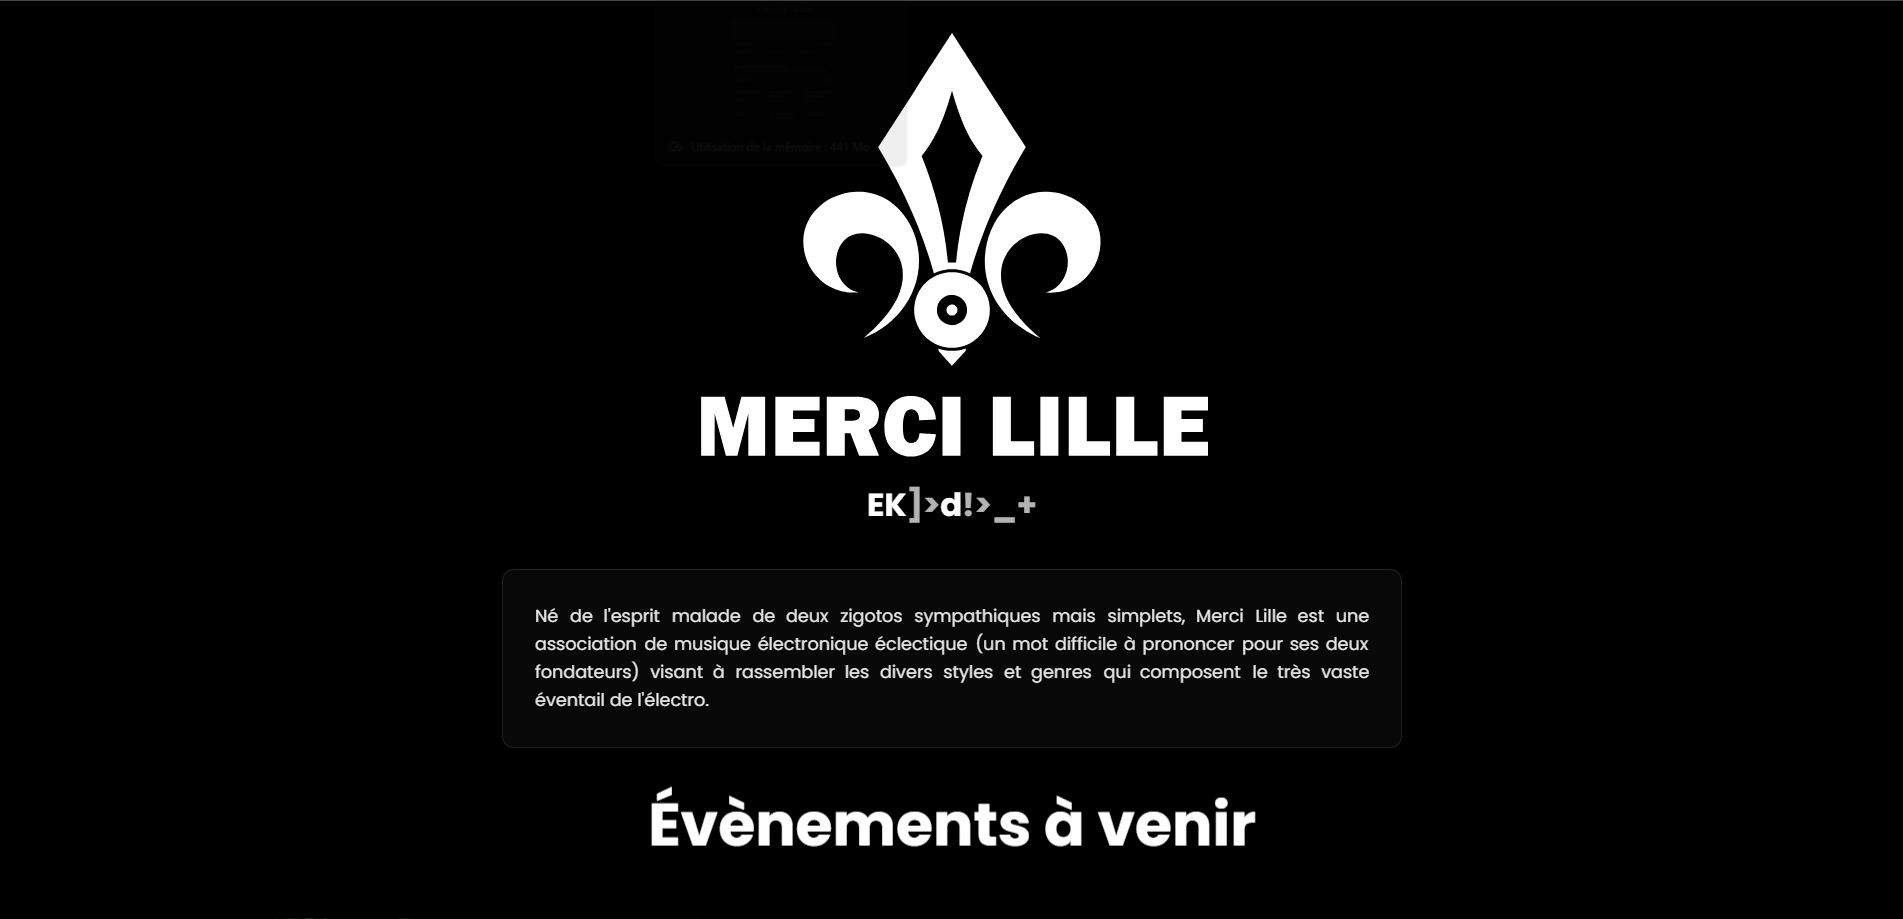 Utilisation de la mémoire : 441 Mo
MERCI LILLE
EK]>d!>_+
Né de l'esprit malade de deux zigotos sympathiques mais simplets, Merci Lille est une
association de musique électronique éclectique (un mot difficile à prononcer pour ses deux
fondateurs) visant à rassembler les divers styles et genres qui composent le très vaste
éventail de l'électro.
Évènements à venir